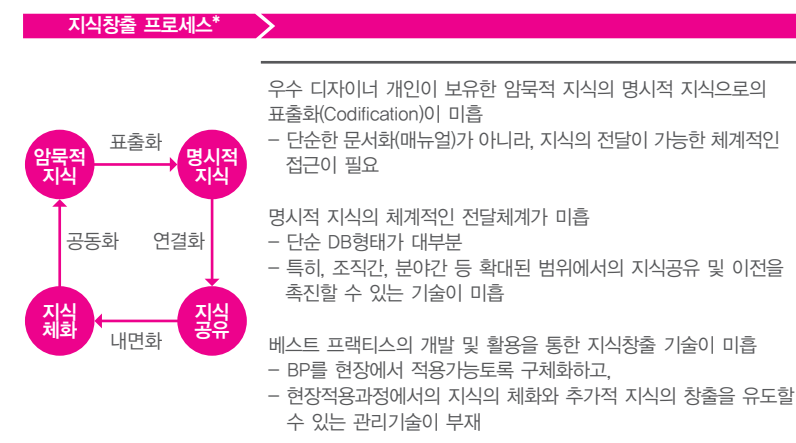 지식창출 프로세스*
우수 디자이너 개인이 보유한 암묵적 지식의 명시적 지식으로의
표출화(Codification)이 미흡
– 단순한 문서화(매뉴얼)가 아니라, 지식의 전달이 가능한 체계적인
접근이 필요
명시적 지식의 체계적인 전달체계가 미흡
– 단순 DB형태가 대부분
– 특히, 조직간, 분야간 등 확대된 범위에서의 지식공유 및 이전을
촉진할 수 있는 기술이 미흡
베스트 프랙티스의 개발 및 활용을 통한 지식창출 기술이 미흡
– BP를 현장에서 적용가능토록 구체화하고,
– 현장적용과정에서의 지식의 체화와 추가적 지식의 창출을 유도할
수 있는 관리기술이 부재
암묵적
지식
표출화
명시적
지식
공동화
연결화
지식
체화
내면화
지식
공유